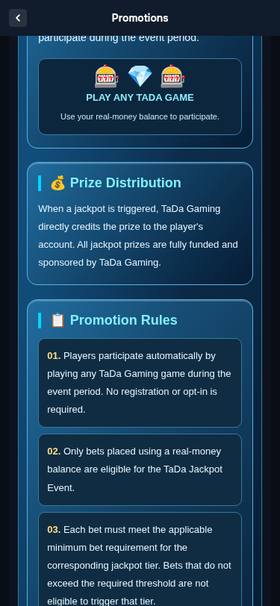 Promotions
participate during the event period.
PLAY ANY TADA GAME
Use your real-money balance to participate.
Prize Distribution
When a jackpot is triggered, TaDa Gaming
directly credits the prize to the player's
account. All jackpot prizes are fully funded and
sponsored by TaDa Gaming.
Promotion Rules
01. Players participate automatically by
playing any TaDa Gaming game during the
event period. No registration or opt-in is
required.
02. Only bets placed using a real-money
balance are eligible for the TaDa Jackpot
Event.
03. Each bet must meet the applicable
minimum bet requirement for the
corresponding jackpot tier. Bets that do not
exceed the required threshold are not
eligible to trigger that tier.